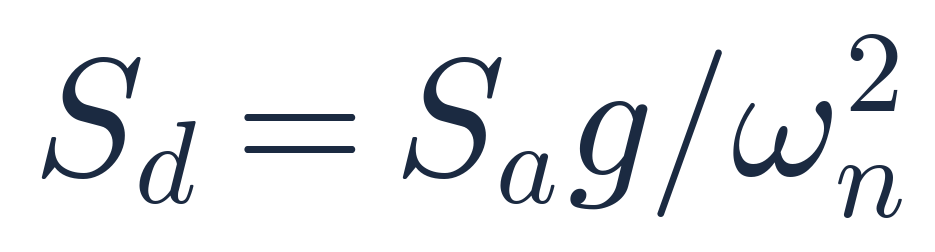 S_d = S_a g/ω_n^2